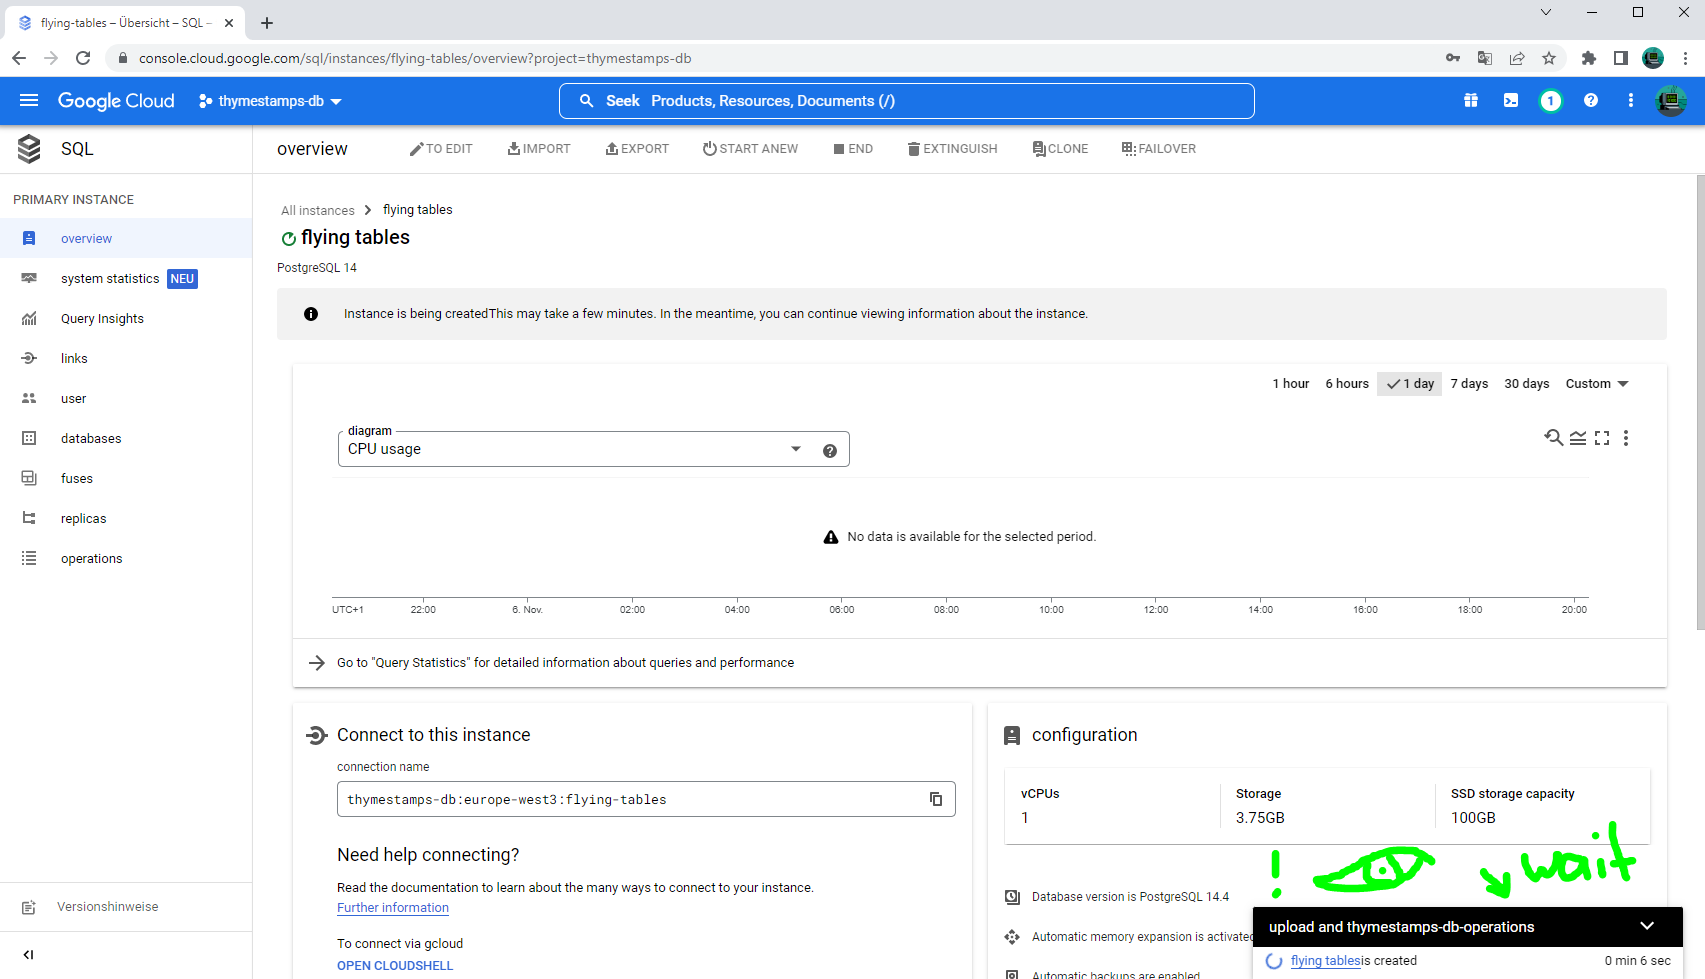 flying-tables – Übersicht – SQL –
console.cloud.google.com/sql/instances/flying-tables/overview?project=thymestamps-db
Google Cloud
thymestamps-db
Seek Products, Resources, Documents (/)
1
SQL
overview
TO EDIT
IMPORT
EXPORT
START ANEW
END
EXTINGUISH
CLONE
FAILOVER
PRIMARY INSTANCE
overview
system statistics NEU
Query Insights
links
user
databases
fuses
replicas
operations
Versionshinweise
All instances
flying tables
flying tables
PostgreSQL 14
Instance is being createdThis may take a few minutes. In the meantime, you can continue viewing information about the instance.
1 hour
6 hours
1 day
7 days
30 days
Custom
diagram
CPU usage
No data is available for the selected period.
UTC+1
22:00
6. Nov.
02:00
04:00
06:00
08:00
10:00
12:00
14:00
16:00
18:00
20:00
Go to "Query Statistics" for detailed information about queries and performance
Connect to this instance
connection name
thymestamps-db:europe-west3:flying-tables
Need help connecting?
Read the documentation to learn about the many ways to connect to your instance.
Further information
To connect via gcloud
OPEN CLOUDSHELL
configuration
vCPUs
1
Storage
3.75GB
SSD storage capacity
100GB
! wait
Database version is PostgreSQL 14.4
Automatic memory expansion is activated
Automatic backups are enabled
upload and thymestamps-db-operations
flying tablesis created
0 min 6 sec